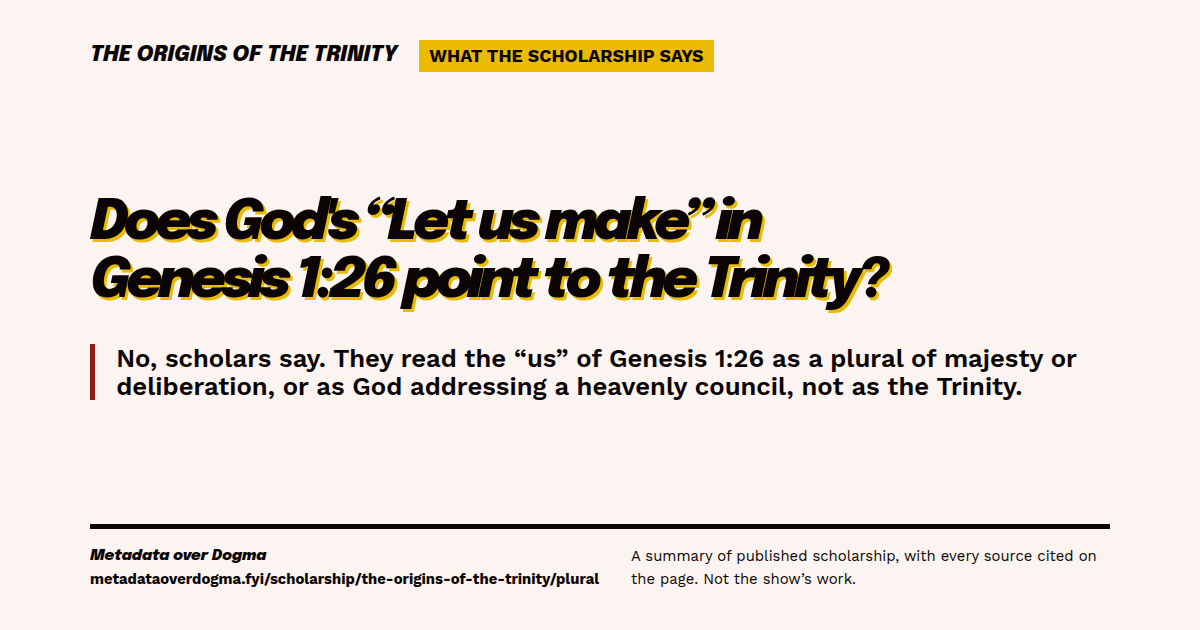 THE ORIGINS OF THE TRINITY
WHAT THE SCHOLARSHIP SAYS
Does God's “Let us make” in
Genesis 1:26 point to the Trinity?
No, scholars say. They read the “us” of Genesis 1:26 as a plural of majesty or
deliberation, or as God addressing a heavenly council, not as the Trinity.
Metadata over Dogma
metadataoverdogma.fyi/scholarship/the-origins-of-the-trinity/plural
A summary of published scholarship, with every source cited on
the page. Not the show’s work.